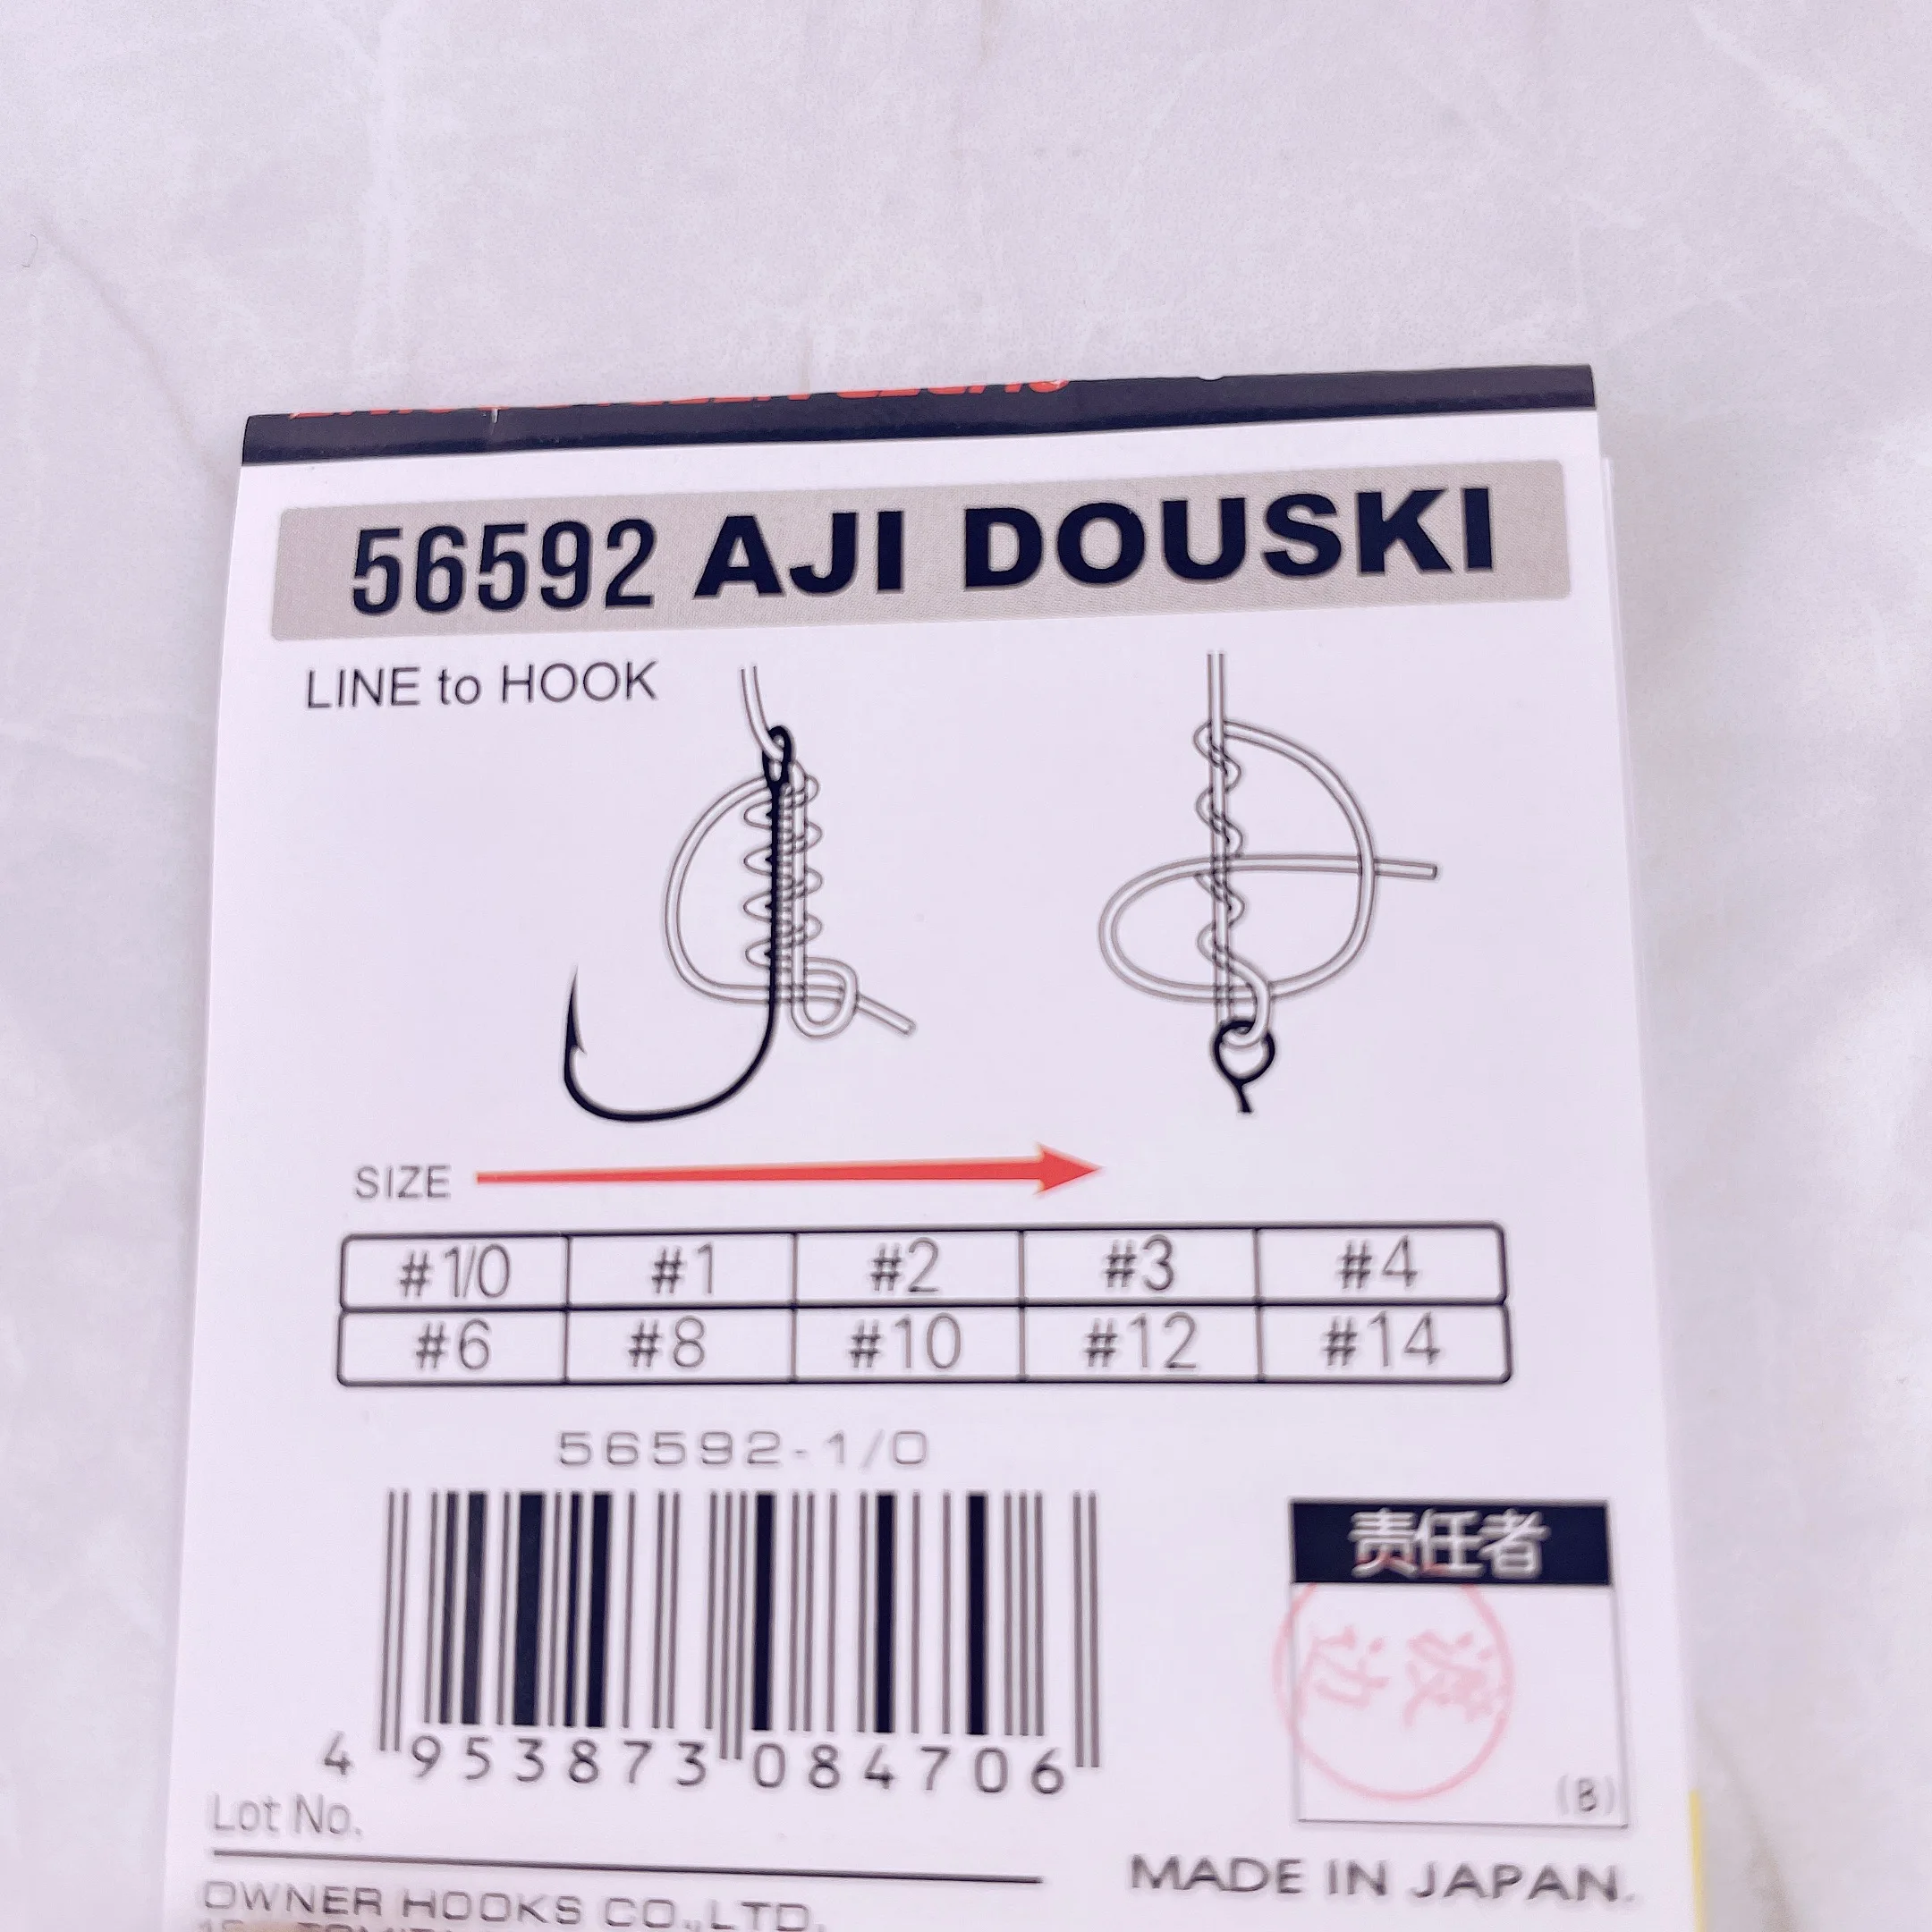 56592 AJI DOUSKI
LINE to HOOK
SIZE
#1/0 #1 #2 #3 #4
#6 #8 #10 #12 #14
56592-1/0
責任者
(B)
4 953873 084706
Lot No.
MADE IN JAPAN.
OWNER HOOKS CO.,LTD.